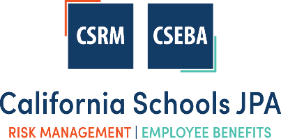 CSRM CSEBA
California Schools JPA
RISK MANAGEMENT | EMPLOYEE BENEFITS